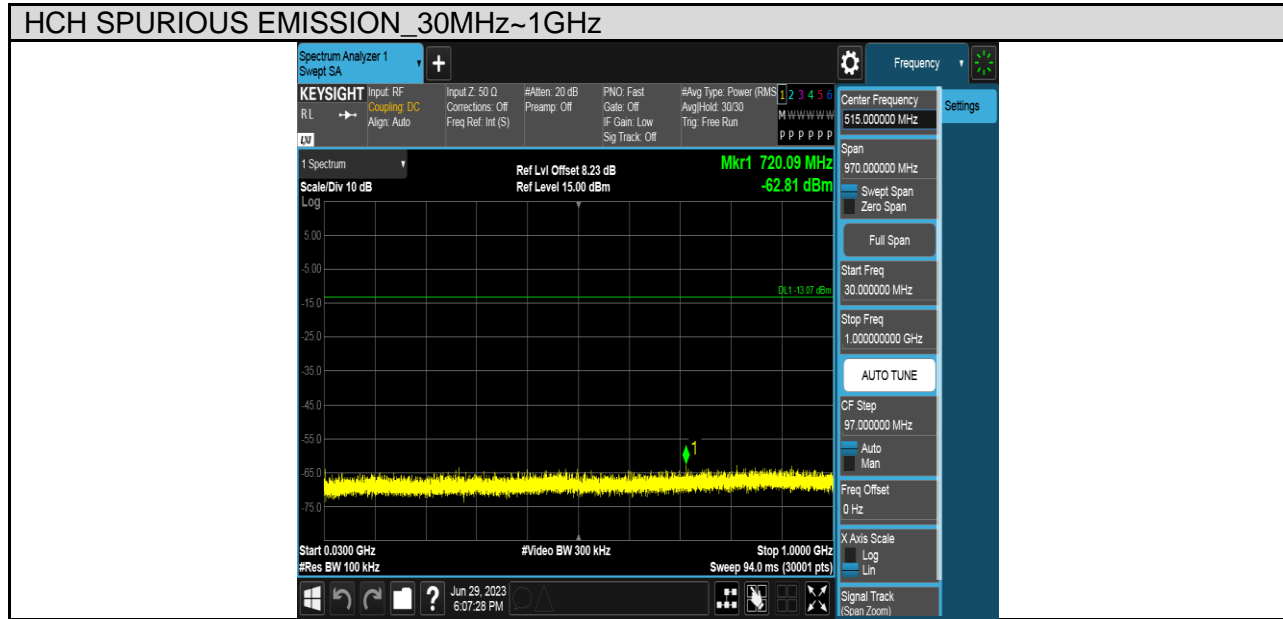 HCH SPURIOUS EMISSION_30MHz~1GHz
Spectrum Analyzer 1
Swept SA
+
Frequency
KEYSIGHT
RL
LXI
Input: RF
Coupling: DC
Align: Auto
Input Z: 50 Ω
Corrections: Off
Freq Ref: Int (S)
#Atten: 20 dB
Preamp: Off
PNO: Fast
Gate: Off
IF Gain: Low
Sig Track: Off
#Avg Type: Power (RMS
Avg|Hold: 30/30
Trig: Free Run
1 2 3 4 5 6
M W W W W W
P P P P P P
1 Spectrum
Scale/Div 10 dB
Log
Ref Lvl Offset 8.23 dB
Ref Level 15.00 dBm
Mkr1 720.09 MHz
-62.81 dBm
5.00
-5.00
-15.0
-25.0
-35.0
-45.0
-55.0
-65.0
-75.0
DL1 -13.07 dBm
1
Start 0.0300 GHz
#Res BW 100 kHz
#Video BW 300 kHz
Stop 1.0000 GHz
Sweep 94.0 ms (30001 pts)
Jun 29, 2023
6:07:28 PM
?
Center Frequency
515.000000 MHz
Span
970.000000 MHz
Swept Span
Zero Span
Full Span
Start Freq
30.000000 MHz
Stop Freq
1.000000000 GHz
AUTO TUNE
CF Step
97.000000 MHz
Auto
Man
Freq Offset
0 Hz
X Axis Scale
Log
Lin
Signal Track
(Span Zoom)
Settings